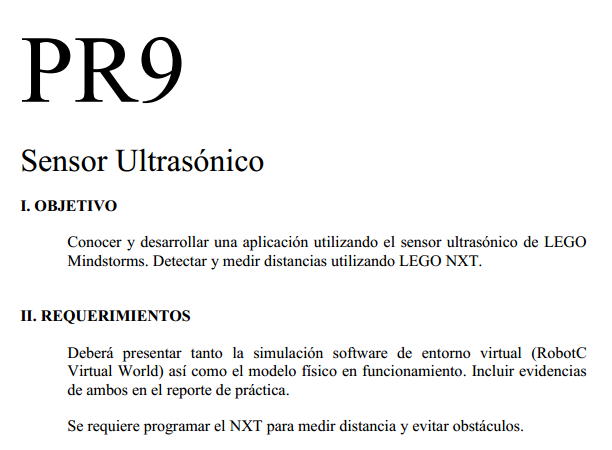 PR9
Sensor Ultrasónico
I. OBJETIVO
Conocer y desarrollar una aplicación utilizando el sensor ultrasónico de LEGO
Mindstorms. Detectar y medir distancias utilizando LEGO NXT.
II. REQUERIMIENTOS
Deberá presentar tanto la simulación software de entorno virtual (RobotC
Virtual World) así como el modelo físico en funcionamiento. Incluir evidencias
de ambos en el reporte de práctica.
Se requiere programar el NXT para medir distancia y evitar obstáculos.